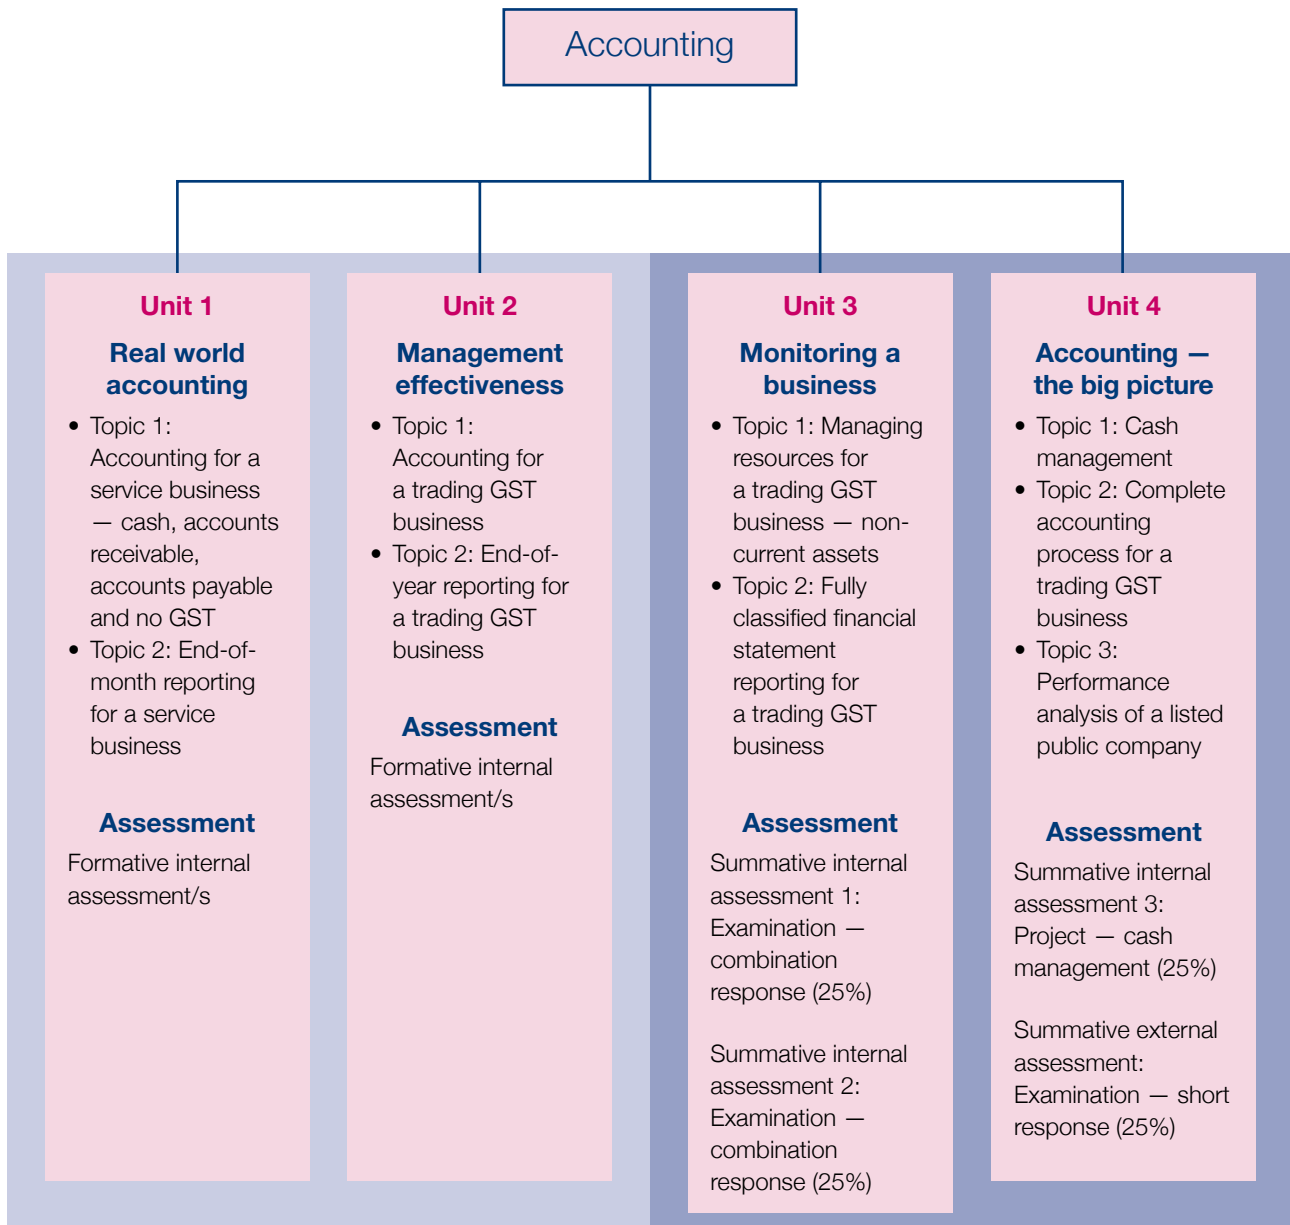 Accounting
Unit 1
Real world
accounting
• Topic 1:
Accounting for a
service business
— cash, accounts
receivable,
accounts payable
and no GST
• Topic 2: End-of-
month reporting
for a service
business
Assessment
Formative internal
assessment/s
Unit 2
Management
effectiveness
• Topic 1:
Accounting for
a trading GST
business
• Topic 2: End-of-
year reporting for
a trading GST
business
Assessment
Formative internal
assessment/s
Unit 3
Monitoring a
business
• Topic 1: Managing
resources for
a trading GST
business — non-
current assets
• Topic 2: Fully
classified financial
statement
reporting for
a trading GST
business
Assessment
Summative internal
assessment 1:
Examination —
combination
response (25%)
Summative internal
assessment 2:
Examination —
combination
response (25%)
Unit 4
Accounting —
the big picture
• Topic 1: Cash
management
• Topic 2: Complete
accounting
process for a
trading GST
business
• Topic 3:
Performance
analysis of a listed
public company
Assessment
Summative internal
assessment 3:
Project — cash
management (25%)
Summative external
assessment:
Examination — short
response (25%)